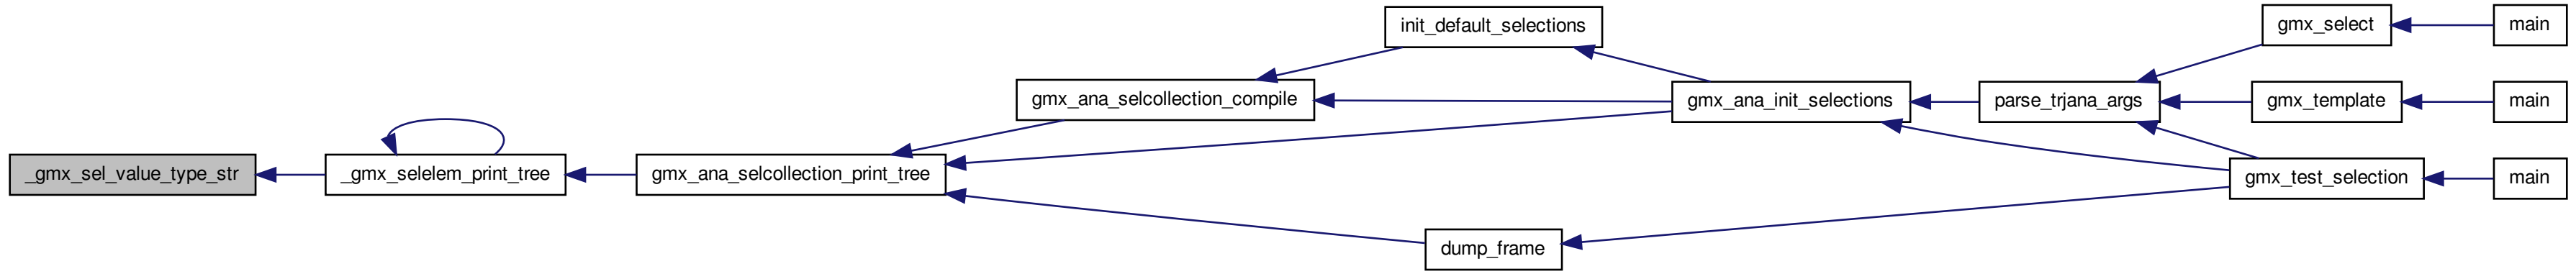 _gmx_sel_value_type_str
_gmx_selelem_print_tree
gmx_ana_selcollection_print_tree
gmx_ana_selcollection_compile
init_default_selections
dump_frame
gmx_ana_init_selections
parse_trjana_args
gmx_select
main
gmx_template
main
gmx_test_selection
main